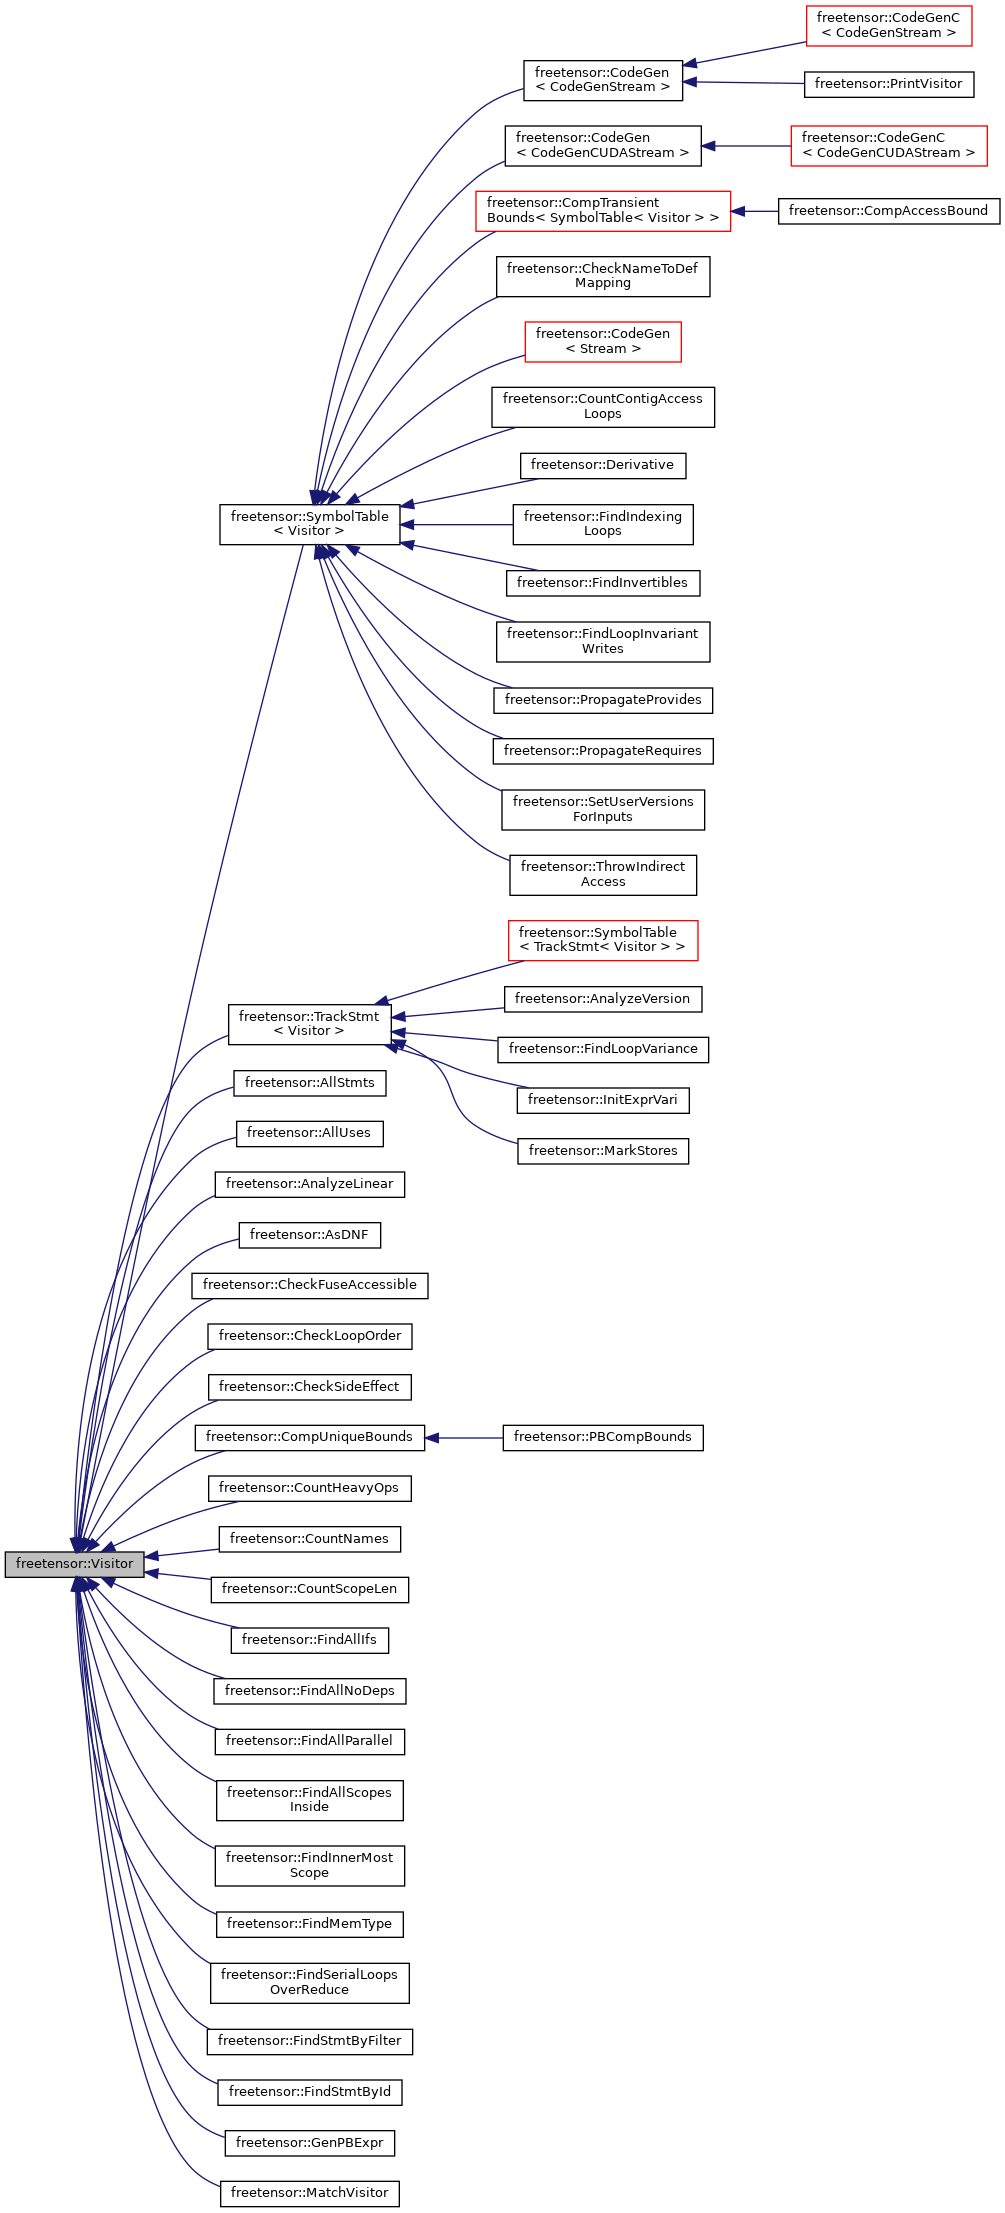 freetensor::CodeGenC
< CodeGenStream >
freetensor::CodeGen
< CodeGenStream >
freetensor::PrintVisitor
freetensor::CodeGen
< CodeGenCUDAStream >
freetensor::CodeGenC
< CodeGenCUDAStream >
freetensor::CompTransient
Bounds< SymbolTable< Visitor > >
freetensor::CompAccessBound
freetensor::CheckNameToDef
Mapping
freetensor::CodeGen
< Stream >
freetensor::CountContigAccess
Loops
freetensor::Derivative
freetensor::SymbolTable
< Visitor >
freetensor::FindIndexing
Loops
freetensor::FindInvertibles
freetensor::FindLoopInvariant
Writes
freetensor::PropagateProvides
freetensor::PropagateRequires
freetensor::SetUserVersions
ForInputs
freetensor::ThrowIndirect
Access
freetensor::SymbolTable
< TrackStmt< Visitor > >
freetensor::AnalyzeVersion
freetensor::TrackStmt
< Visitor >
freetensor::FindLoopVariance
freetensor::AllStmts
freetensor::InitExprVari
freetensor::AllUses
freetensor::MarkStores
freetensor::AnalyzeLinear
freetensor::AsDNF
freetensor::CheckFuseAccessible
freetensor::CheckLoopOrder
freetensor::CheckSideEffect
freetensor::CompUniqueBounds
freetensor::PBCompBounds
freetensor::CountHeavyOps
freetensor::CountNames
freetensor::Visitor
freetensor::CountScopeLen
freetensor::FindAllIfs
freetensor::FindAllNoDeps
freetensor::FindAllParallel
freetensor::FindAllScopes
Inside
freetensor::FindInnerMost
Scope
freetensor::FindMemType
freetensor::FindSerialLoops
OverReduce
freetensor::FindStmtByFilter
freetensor::FindStmtById
freetensor::GenPBExpr
freetensor::MatchVisitor